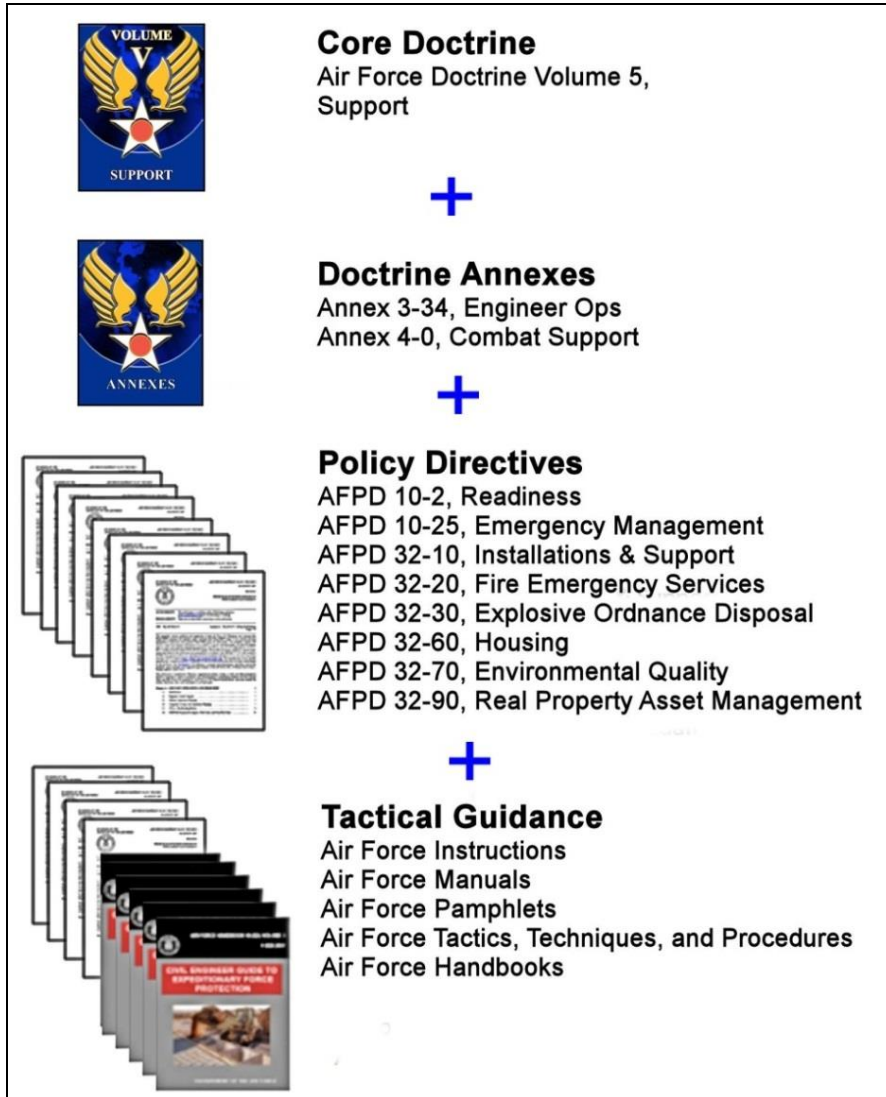 VOLUME
V
SUPPORT
Core Doctrine
Air Force Doctrine Volume 5,
Support
+
ANNEXES
Doctrine Annexes
Annex 3-34, Engineer Ops
Annex 4-0, Combat Support
+
Policy Directives
AFPD 10-2, Readiness
AFPD 10-25, Emergency Management
AFPD 32-10, Installations & Support
AFPD 32-20, Fire Emergency Services
AFPD 32-30, Explosive Ordnance Disposal
AFPD 32-60, Housing
AFPD 32-70, Environmental Quality
AFPD 32-90, Real Property Asset Management
+
Tactical Guidance
Air Force Instructions
Air Force Manuals
Air Force Pamphlets
Air Force Tactics, Techniques, and Procedures
Air Force Handbooks
CIVIL ENGINEER GUIDE TO
EXPEDITIONARY FORCE
PROTECTION